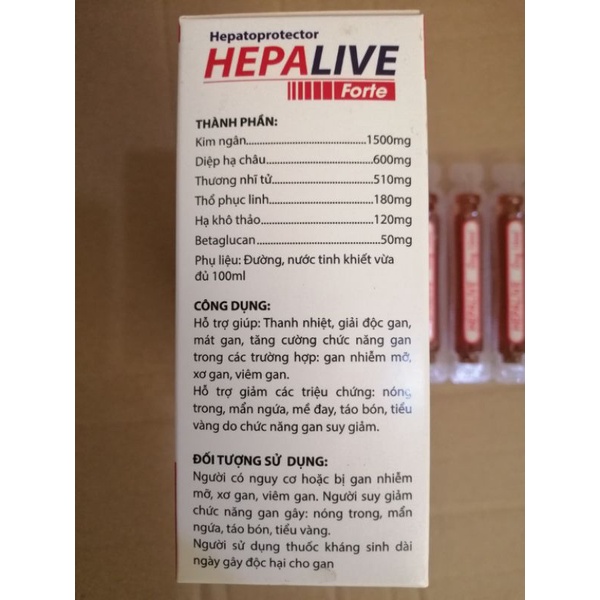 Hepatoprotector
HEPALIVE
Forte
THÀNH PHẦN:
Kim ngân..................................1500mg
Diệp hạ châu..............................600mg
Thương nhĩ tử............................510mg
Thổ phục linh.............................180mg
Hạ khô thảo...............................120mg
Betaglucan.................................50mg
Phụ liệu: Đường, nước tinh khiết vừa
đủ 100ml
CÔNG DỤNG:
Hỗ trợ giúp: Thanh nhiệt, giải độc gan,
mát gan, tăng cường chức năng gan
trong các trường hợp: gan nhiễm mỡ,
xơ gan, viêm gan.
Hỗ trợ giảm các triệu chứng: nóng
trong, mẩn ngứa, mề đay, táo bón, tiểu
vàng do chức năng gan suy giảm.
ĐỐI TƯỢNG SỬ DỤNG:
Người có nguy cơ hoặc bị gan nhiễm
mỡ, xơ gan, viêm gan. Người suy giảm
chức năng gan gây: nóng trong, mẩn
ngứa, táo bón, tiểu vàng.
Người sử dụng thuốc kháng sinh dài
ngày gây độc hại cho gan
HEPALIVE
HEPALIVE